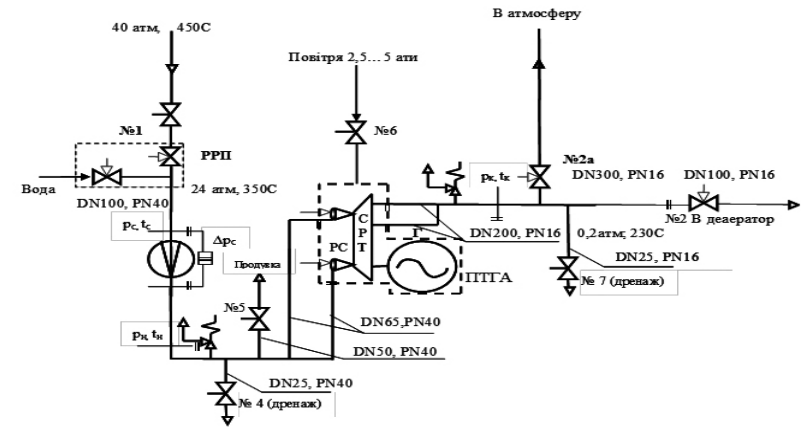 В атмосферу
40 атм, 450С
Повітря 2,5... 5 ати
№1
№6
РРП
№2а
pк, tк
DN300, PN16
DN100, PN16
Вода
24 атм, 350С
DN100, PN40
pс, tс
Δpс
С
Р
Т
РС
Г
DN200, PN16
0,2атм; 230С
№2 В деаератор
Продувка
DN25, PN16
ПТГА
№ 7 (дренаж)
№5
DN65,PN40
pн, tн
DN50, PN40
DN25, PN40
№ 4 (дренаж)